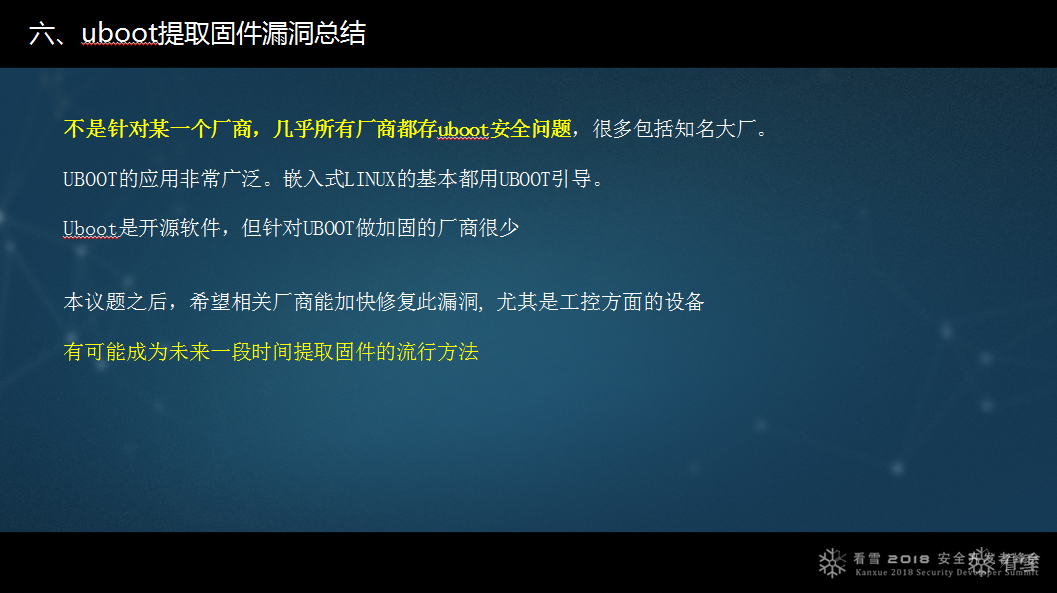 六、uboot提取固件漏洞总结
不是针对某一个厂商，几乎所有厂商都存uboot安全问题，很多包括知名大厂。
UBOOT的应用非常广泛。嵌入式LINUX的基本都用UBOOT引导。
Uboot是开源软件，但针对UBOOT做加固的厂商很少
本议题之后，希望相关厂商能加快修复此漏洞, 尤其是工控方面的设备
有可能成为未来一段时间提取固件的流行方法
看雪 2018 安全开发者峰会
Kanxue 2018 Security Developer Summit
看雪